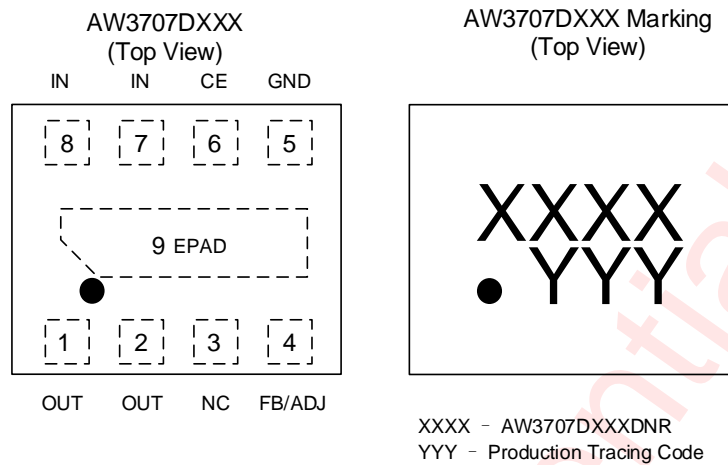 AW3707DXXX
(Top View)
IN IN CE GND
8 7 6 5
9 EPAD
1 2 3 4
OUT OUT NC FB/ADJ
AW3707DXXX Marking
(Top View)
XXXX
YYY
XXXX - AW3707DXXXDNR
YYY - Production Tracing Code